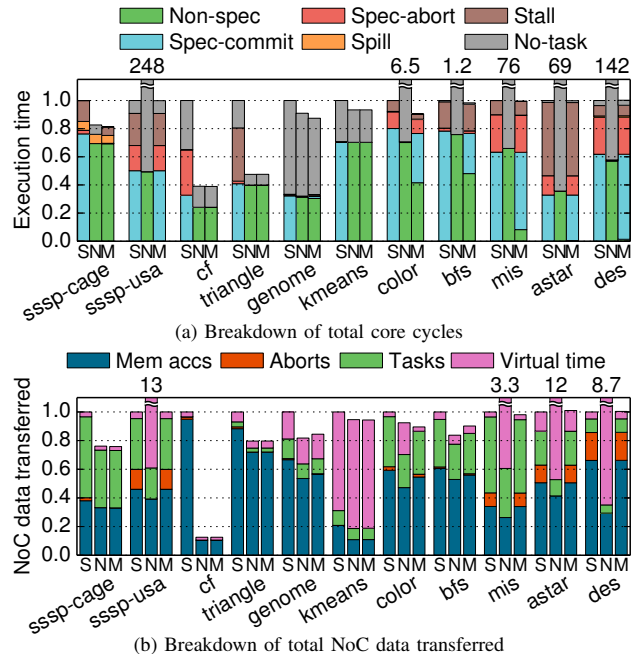 Non-spec Spec-abort Stall
Spec-commit Spill No-task
248 6.5 1.2 76 69 142
Execution time
1.0
0.8
0.6
0.4
0.2
0.0
SNM SNM SNM SNM SNM SNM SNM SNM SNM SNM SNM
sssp-cage sssp-usa cf triangle genome kmeans color bfs mis astar des
(a) Breakdown of total core cycles
Mem accs Aborts Tasks Virtual time
13 3.3 12 8.7
NoC data transferred
1.0
0.8
0.6
0.4
0.2
0.0
SNM SNM SNM SNM SNM SNM SNM SNM SNM SNM SNM
sssp-cage sssp-usa cf triangle genome kmeans color bfs mis astar des
(b) Breakdown of total NoC data transferred